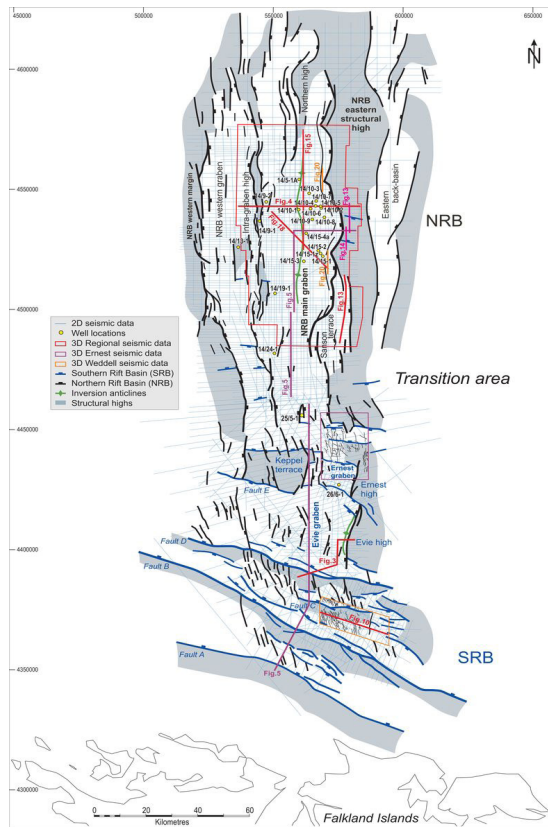 500000
550000
600000
650000
4600000
4550000
4500000
4450000
4400000
4350000
4300000
N
Northern high
NRB
eastern
structural
high
Fig.15
Fig.20
Fig.13
Fig.4
Fig.16
Fig.14
Fig.20
Fig.13
Fig.5
NRB western margin
NRB western graben
Intra-graben high
Eastern
back-basin
NRB
14/5-1A
14/9-2
14/10-3
14/10-4
14/10-5
14/10-1
14/10-6
14/10-9
14/10-8
14/9-1
14/13-1
14/15-4a
14/15-2
14/15-1
14/15-3
14/19-1
14/24-1
NRB main graben
Sanson
terrace
2D seismic data
Well locations
3D Regional seismic data
3D Ernest seismic data
3D Weddell seismic data
Southern Rift Basin (SRB)
Northern Rift Basin (NRB)
Inversion anticlines
Structural highs
Transition area
Fig.5
25/5-1
Keppel
terrace
Ernest
graben
Ernest
high
26/6-1
Fault E
Evie graben
Evie high
Fault D
Fault B
Fig.3
Fault C
Fig.10
Fault A
SRB
Fig.5
0 20 40 60
Kilometres
Falkland Islands